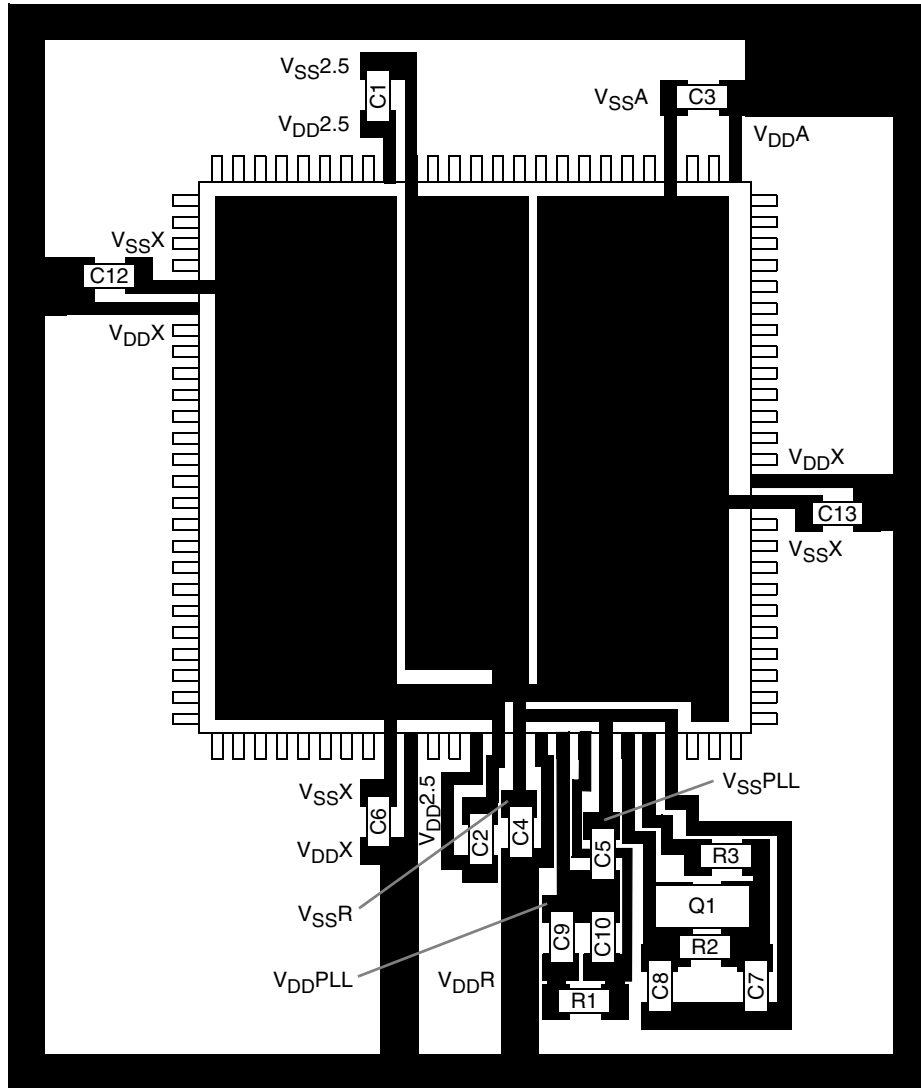 VSS2.5
C1
VDD2.5
VSSA
C3
VDDA
VSSX
C12
VDDX
VDDX
C13
VSSX
VSSX
C6
VDDX
VDD2.5
C2
C4
VSSPLL
C5
R3
Q1
VSSR
C9
C10
R2
VDDPLL
VDDR
C8
C7
R1